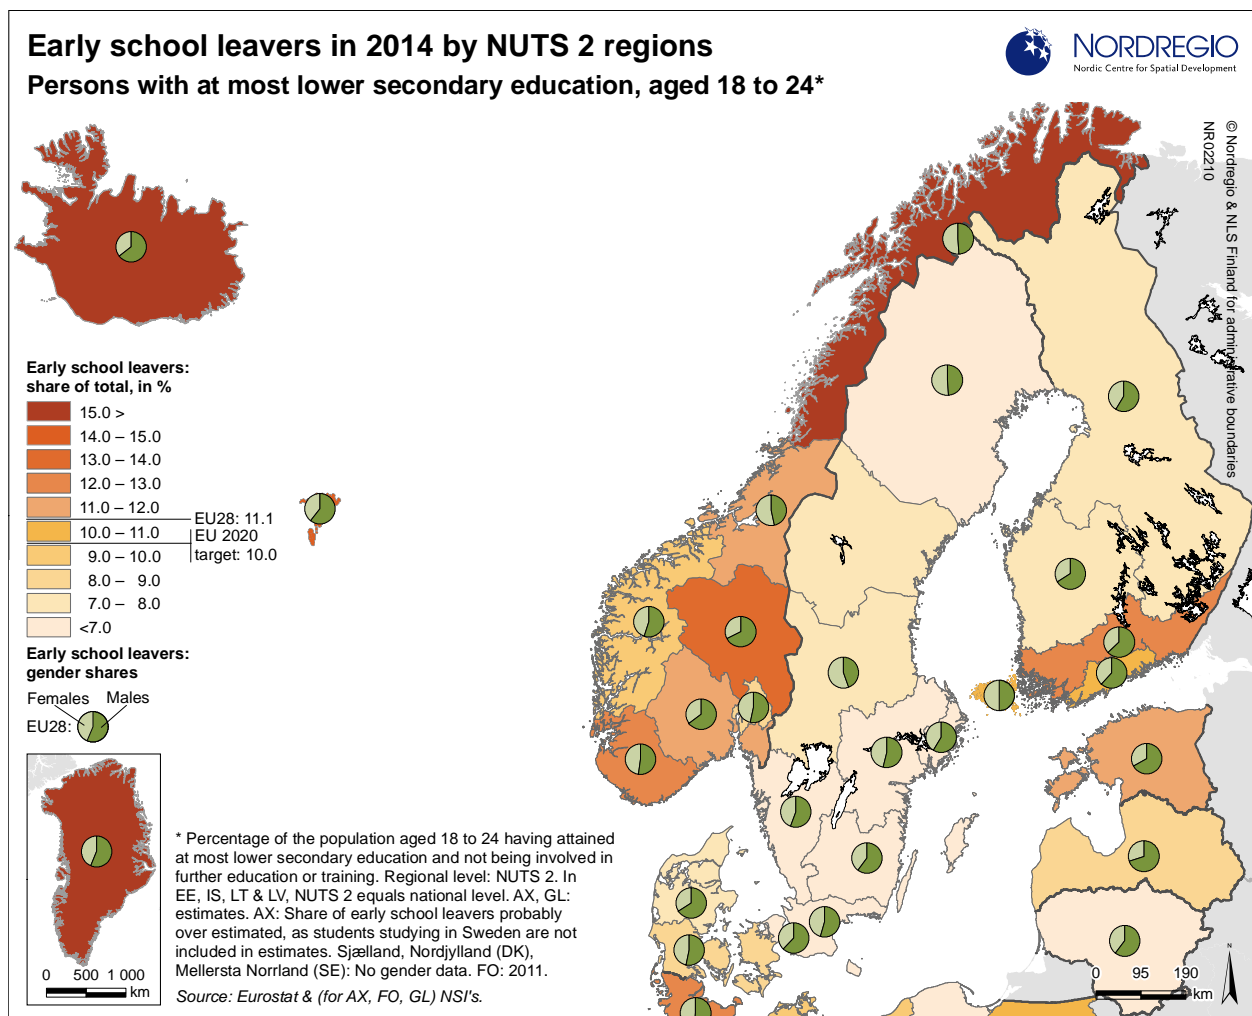 Early school leavers in 2014 by NUTS 2 regions
Persons with at most lower secondary education, aged 18 to 24*
NORDREGIO
Nordic Centre for Spatial Development
© Nordregio & NLS Finland for administrative boundaries
NR02210
Early school leavers:
share of total, in %
15.0 >
14.0 – 15.0
13.0 – 14.0
12.0 – 13.0
11.0 – 12.0
EU28: 11.1
10.0 – 11.0
EU 2020
target: 10.0
9.0 – 10.0
8.0 – 9.0
7.0 – 8.0
<7.0
Early school leavers:
gender shares
Females Males
EU28:
0 500 1 000
km
* Percentage of the population aged 18 to 24 having attained
at most lower secondary education and not being involved in
further education or training. Regional level: NUTS 2. In
EE, IS, LT & LV, NUTS 2 equals national level. AX, GL:
estimates. AX: Share of early school leavers probably
over estimated, as students studying in Sweden are not
included in estimates. Sjælland, Nordjylland (DK),
Mellersta Norrland (SE): No gender data. FO: 2011.
Source: Eurostat & (for AX, FO, GL) NSI's.
N
0 95 190
km